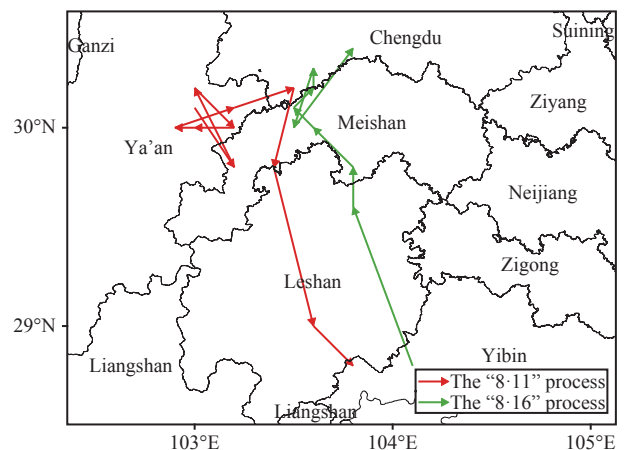 Ganzi
Chengdu
Suining
Ziyang
30°N
Ya’an
Meishan
Neijiang
Zigong
Leshan
29°N
Liangshan
Yibin
Liangshan
The “8·11” process
The “8·16” process
103°E
104°E
105°E